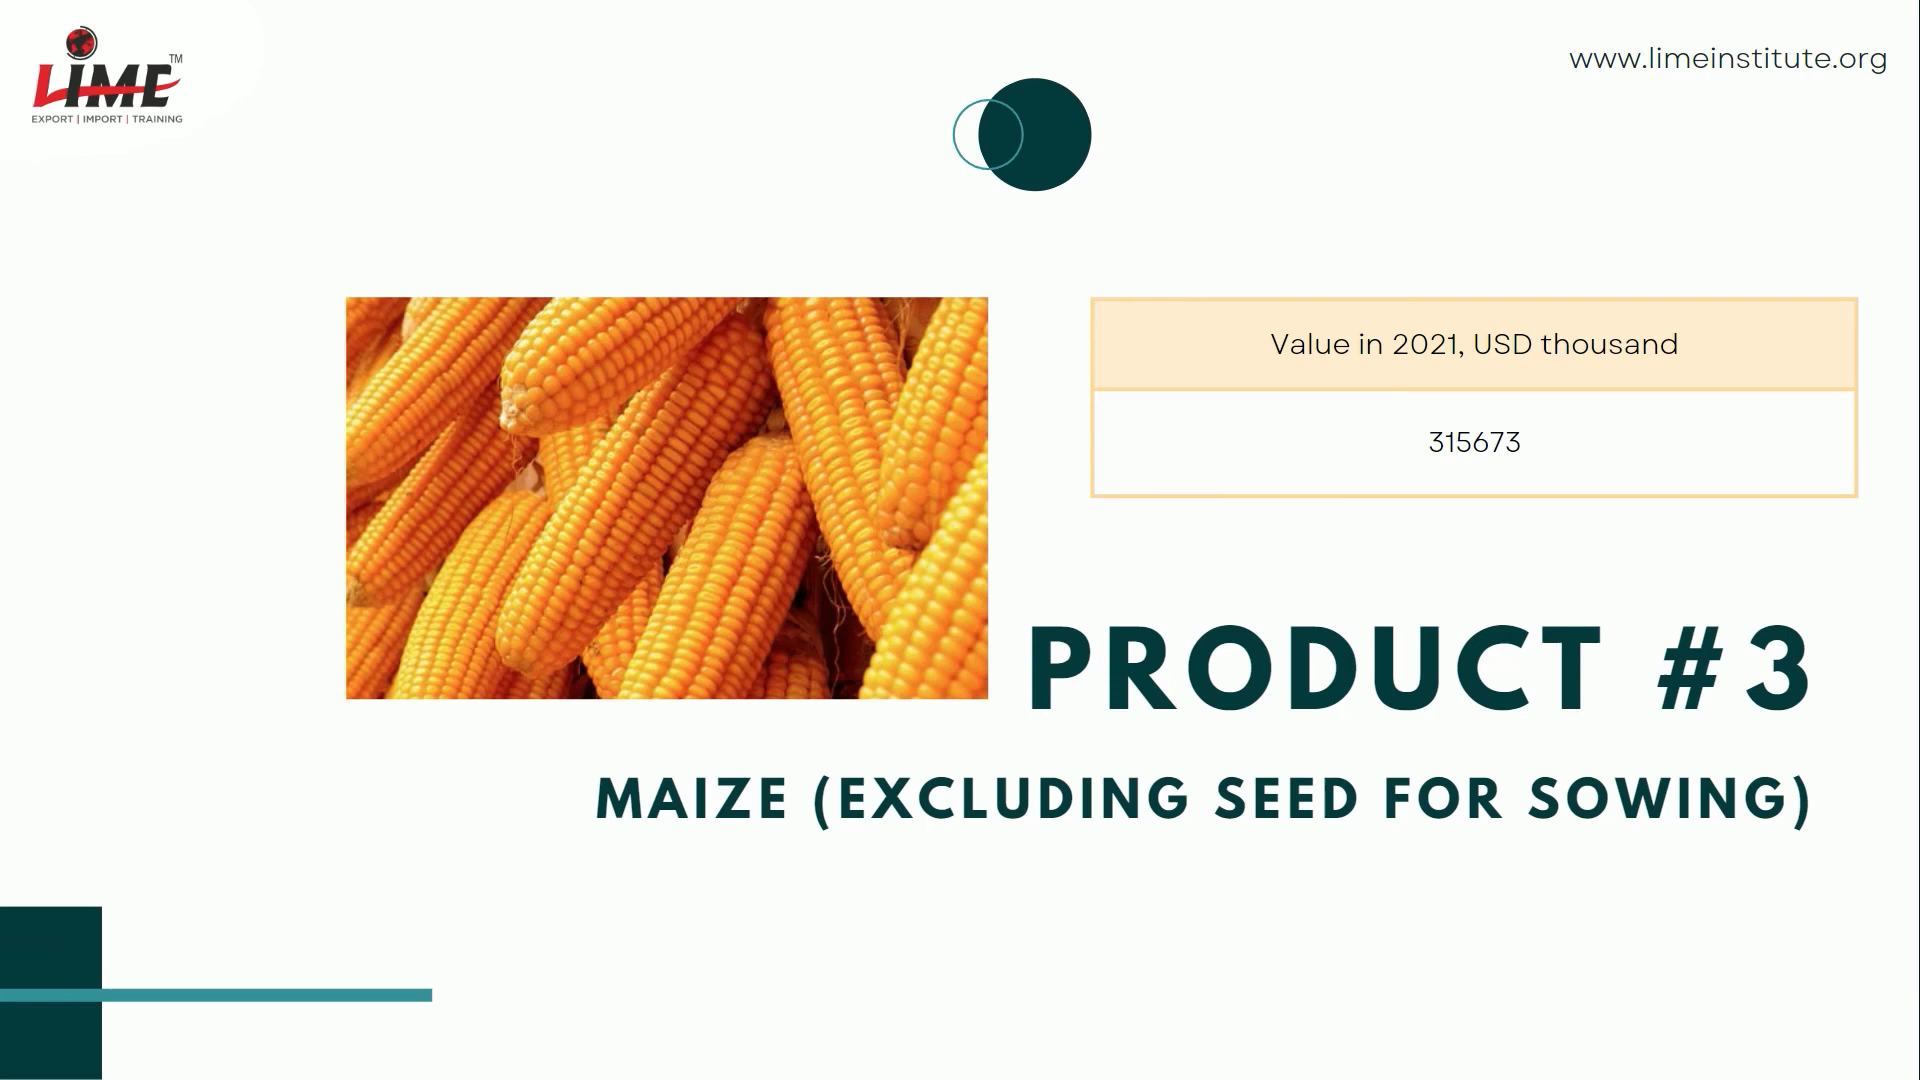 LIME TM
EXPORT | IMPORT | TRAINING
www.limeinstitute.org
Value in 2021, USD thousand
315673
PRODUCT #3
MAIZE (EXCLUDING SEED FOR SOWING)